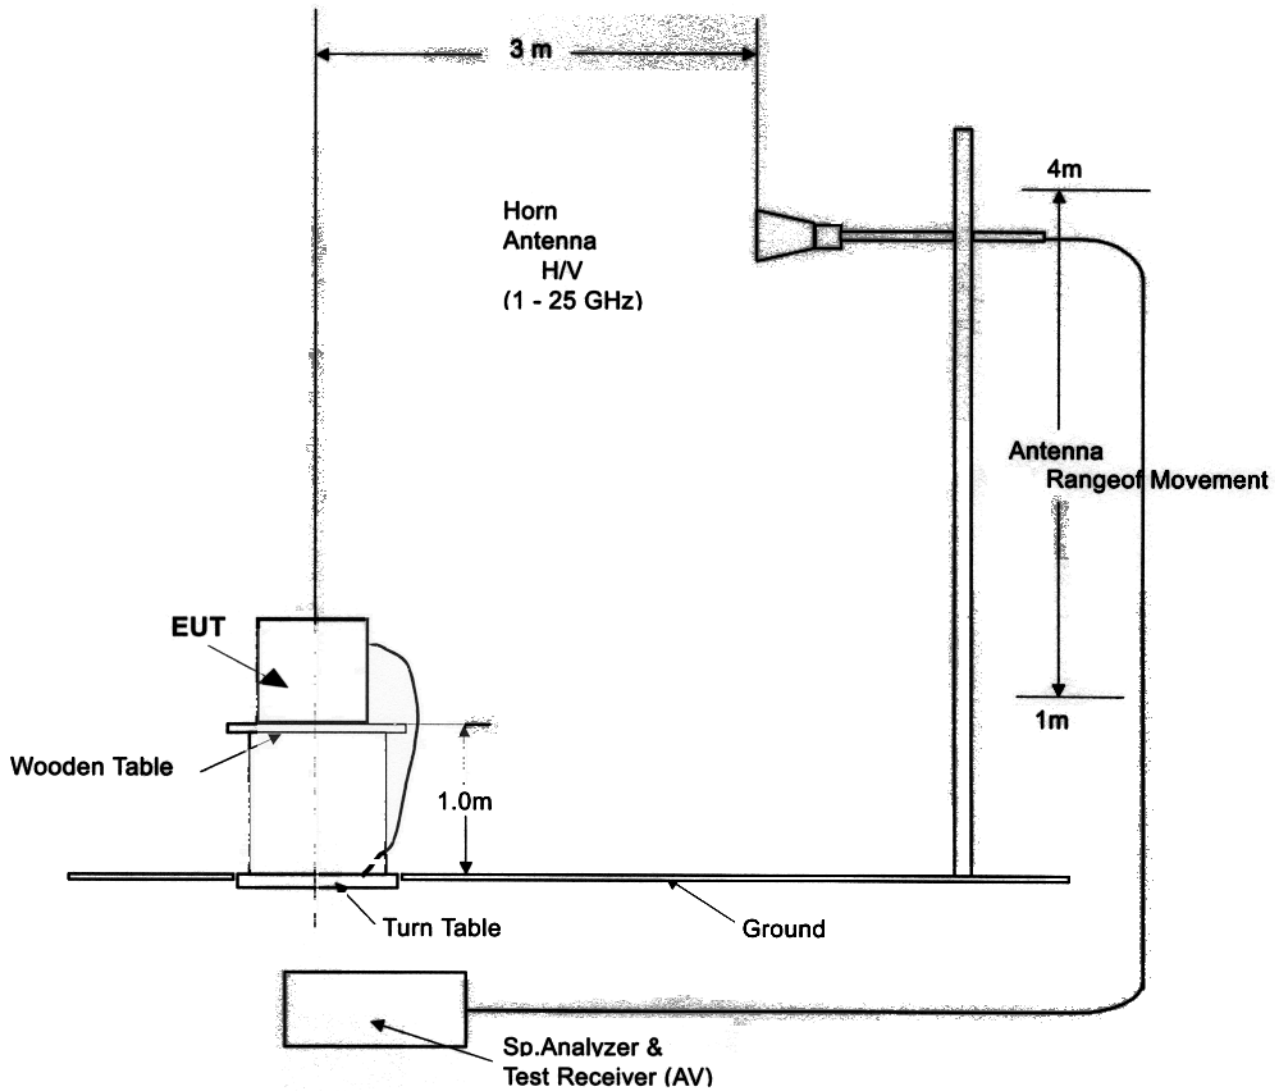 3 m
4m
Horn
Antenna
H/V
(1 - 25 GHz)
Antenna
Rangeof Movement
EUT
1m
Wooden Table
1.0m
Turn Table
Ground
Sp.Analyzer &
Test Receiver (AV)